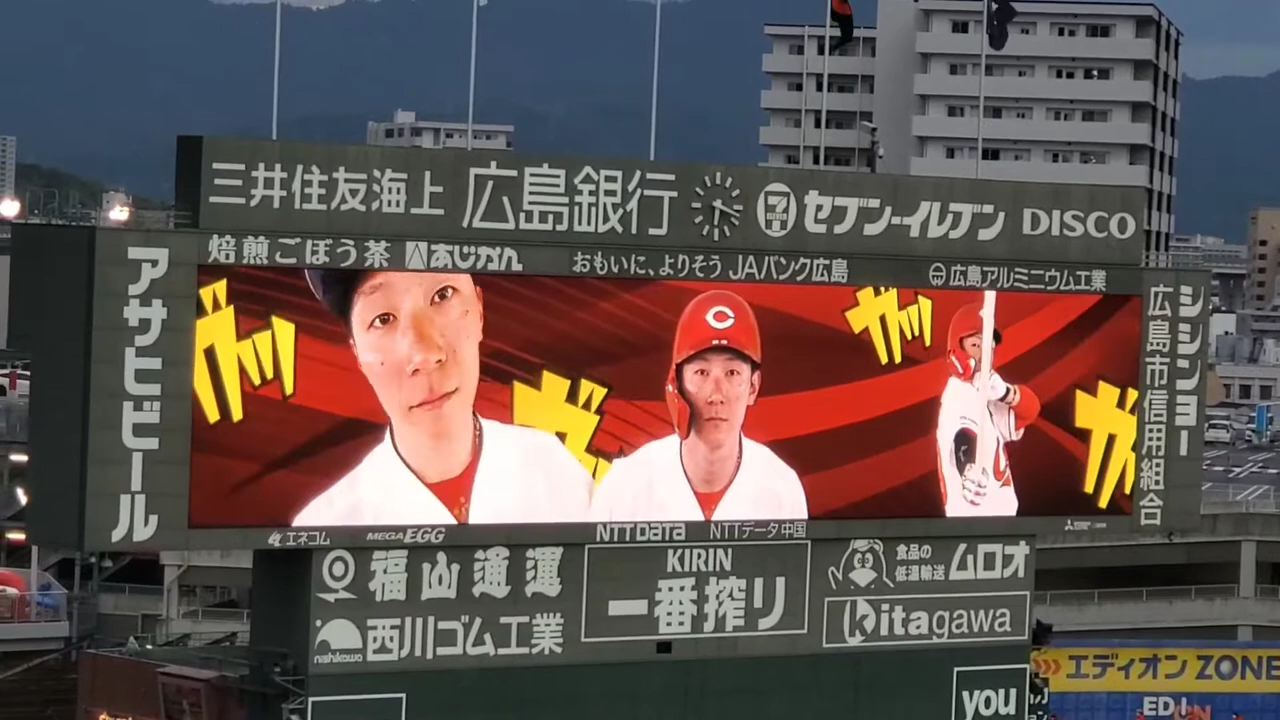 三井住友海上 広島銀行 7 ELEVEN セブン-イレブン DISCO
焙煎ごぼう茶 あじかん おもいに、よりそう JAバンク広島 広島アルミニウム工業
アサヒビール
ガッ
ガッ
ガッ
ガッ
C
シシンヨー
広島市信用組合
エネコム MEGA EGG NTT DATA NTTデータ中国
福山通運
KIRIN
一番搾り
食品の
低温輸送 ムロオ
nishikawa 西川ゴム工業
Kitagawa
エディオン ZONE
you
EDI